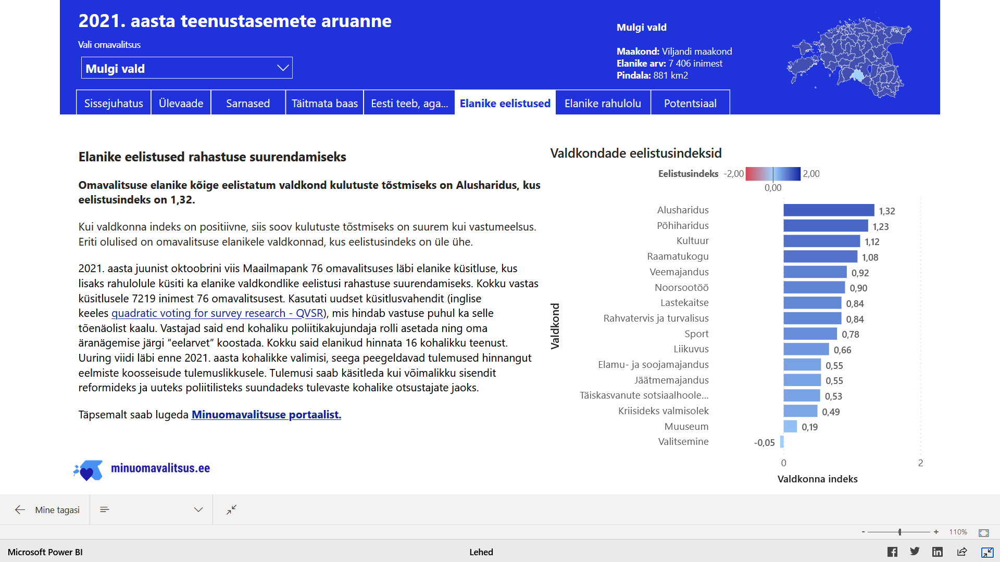 2021. aasta teenustasemete aruanne
Vali omavalitsus
Mulgi vald
Mulgi vald
Maakond: Viljandi maakond
Elanike arv: 7 406 inimest
Pindala: 881 km2
Sissejuhatus
Ülevaade
Sarnased
Täitmata baas
Eesti teeb, aga...
Elanike eelistused
Elanike rahulolu
Potentsiaal
Elanike eelistused rahastuse suurendamiseks
Omavalitsuse elanike kõige eelistatum valdkond kulutuste tõstmiseks on Alusharidus, kus
eelistusindeks on 1,32.
Kui valdkonna indeks on positiivne, siis soov kulutuste tõstmiseks on suurem kui vastumeelsus.
Eriti olulised on omavalitsuse elanikele valdkonnad, kus eelistusindeks on üle ühe.
2021. aasta juunist oktoobrini viis Maailmapank 76 omavalitsuses läbi elanike küsitluse, kus
lisaks rahulolule küsiti ka elanike valdkondlike eelistusi rahastuse suurendamiseks. Kokku vastas
küsitlusele 7219 inimest 76 omavalitsusest. Kasutati uudset küsitlusvahendit (inglise
keeles quadratic voting for survey research - QVSR), mis hindab vastuse puhul ka selle
tõenäolist kaalu. Vastajad said end kohaliku poliitikakujundaja rolli asetada ning oma
äranägemise järgi “eelarvet” koostada. Kokku said elanikud hinnata 16 kohalikku teenust.
Uuring viidi läbi enne 2021. aasta kohalikke valimisi, seega peegeldavad tulemused hinnangut
eelmiste koosseisude tulemuslikkusele. Tulemusi saab käsitleda kui võimalikku sisendit
reformideks ja uuteks poliitilisteks suundadeks tulevaste kohalike otsustajate jaoks.
Täpsemalt saab lugeda Minuomavalitsuse portaalist.
minuomavalitsus.ee
Valdkondade eelistusindeksid
Eelistusindeks -2,00 2,00
0,00
Valdkond
Alusharidus 1,32
Põhiharidus 1,23
Kultuur 1,12
Raamatukogu 1,08
Veemajandus 0,92
Noorsootöö 0,90
Lastekaitse 0,84
Rahvatervis ja turvalisus 0,84
Sport 0,78
Liikuvus 0,66
Elamu- ja soojamajandus 0,55
Jäätmemajandus 0,55
Täiskasvanute sotsiaalhoole... 0,53
Kriisideks valmisolek 0,49
Muuseum 0,19
Valitsemine -0,05
0 2
Valdkonna indeks
Mine tagasi
- + 110%
Microsoft Power BI
Lehed